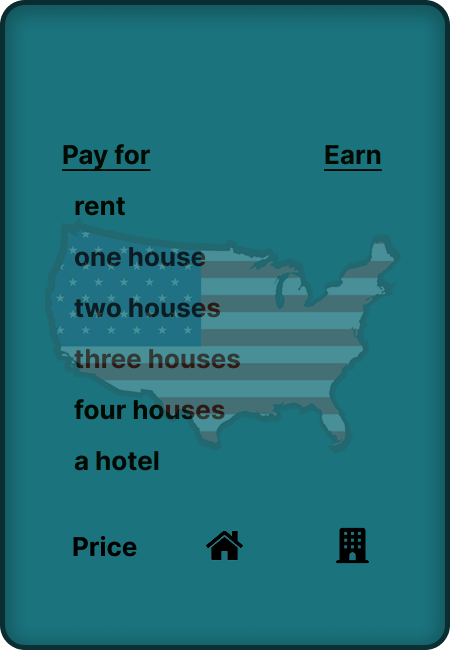 Pay for Earn
rent
one house
two houses
three houses
four houses
a hotel
Price